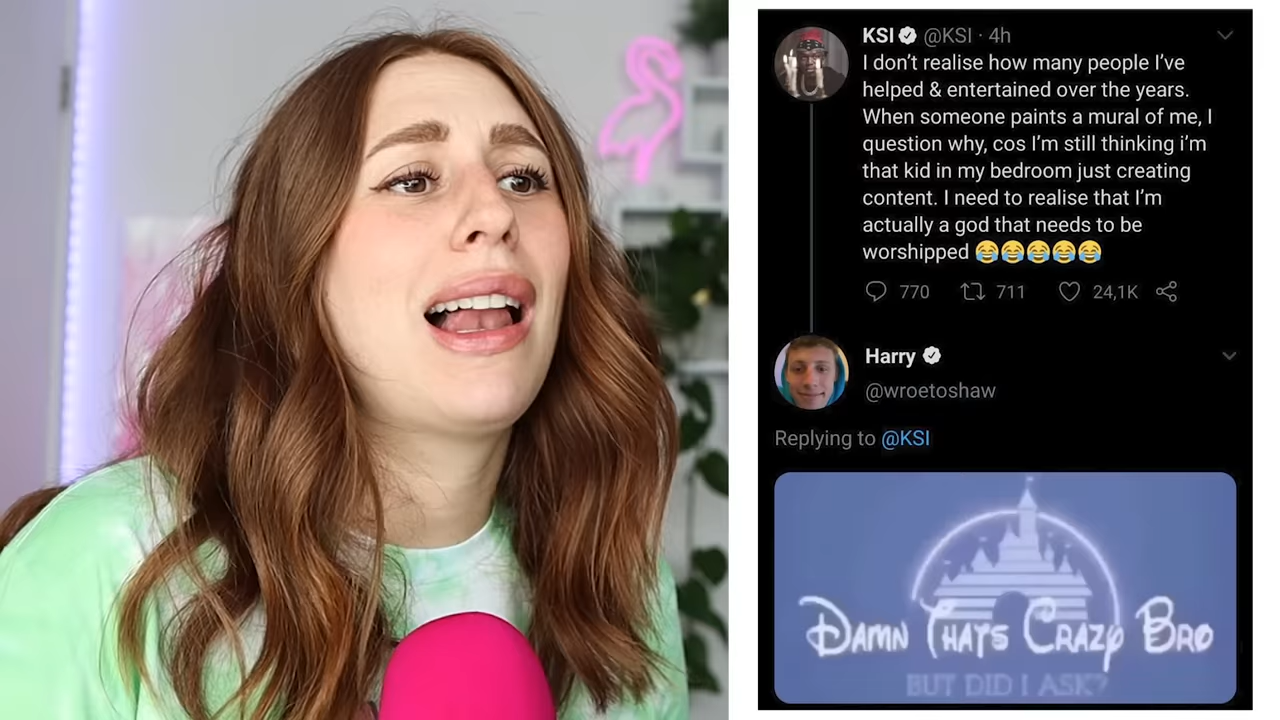 KSI @KSI · 4h
I don't realise how many people I've
helped & entertained over the years.
When someone paints a mural of me, I
question why, cos I'm still thinking i'm
that kid in my bedroom just creating
content. I need to realise that I'm
actually a god that needs to be
worshipped 😂😂😂😂😂
770 711 24,1K
Harry
@wroetoshaw
Replying to @KSI
DAMN THATS CRAZY BRO
BUT DID I ASK?